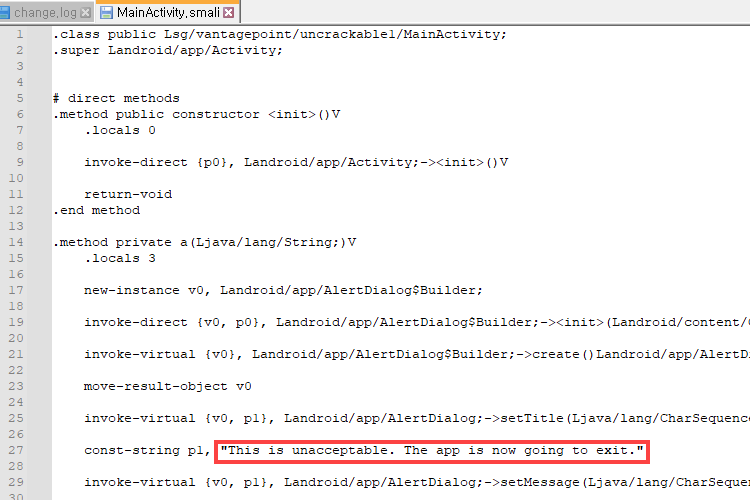 change.log MainActivity.smali
1 .class public Lsg/vantagepoint/uncrackable1/MainActivity;
2 .super Landroid/app/Activity;
3
4
5 # direct methods
6 .method public constructor <init>()V
7 .locals 0
8
9 invoke-direct {p0}, Landroid/app/Activity;-><init>()V
10
11 return-void
12 .end method
13
14 .method private a(Ljava/lang/String;)V
15 .locals 3
16
17 new-instance v0, Landroid/app/AlertDialog$Builder;
18
19 invoke-direct {v0, p0}, Landroid/app/AlertDialog$Builder;-><init>(Landroid/content/
20
21 invoke-virtual {v0}, Landroid/app/AlertDialog$Builder;->create()Landroid/app/AlertD
22
23 move-result-object v0
24
25 invoke-virtual {v0, p1}, Landroid/app/AlertDialog;->setTitle(Ljava/lang/CharSequenc
26
27 const-string p1, "This is unacceptable. The app is now going to exit."
28
29 invoke-virtual {v0, p1}, Landroid/app/AlertDialog;->setMessage(Ljava/lang/CharSeque
30